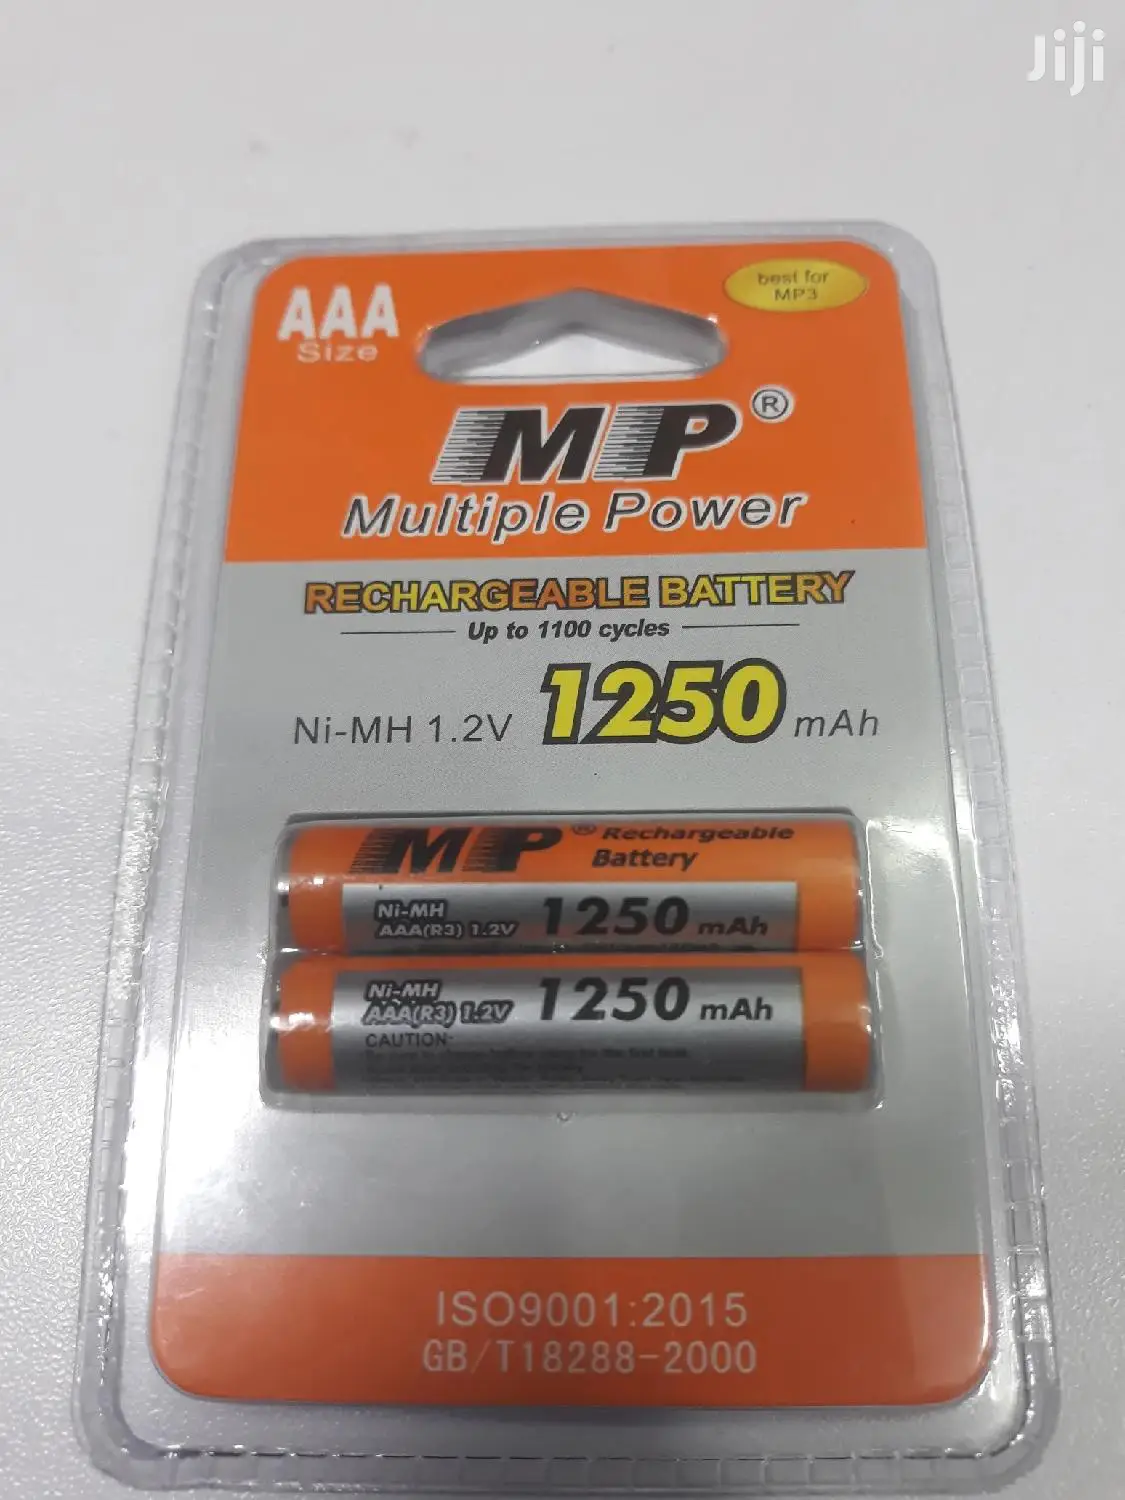 Jiji
AAA
Size
best for
MP3
MP®
Multiple Power
RECHARGEABLE BATTERY
Up to 1100 cycles
Ni-MH 1.2V 1250 mAh
MP® Rechargeable
Battery
Ni-MH
AAA(R3) 1.2V 1250 mAh
Ni-MH
AAA(R3) 1.2V 1250 mAh
CAUTION:
ISO9001:2015
GB/T18288-2000